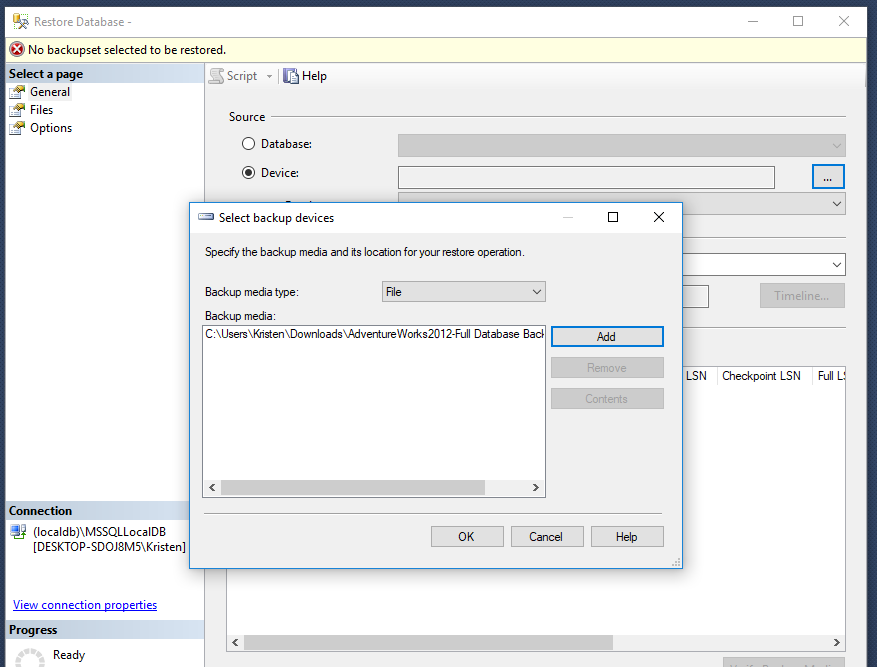 Restore Database -
No backupset selected to be restored.
Select a page
General
Files
Options
Script
Help
Source
Database:
Device:
...
Select backup devices
Specify the backup media and its location for your restore operation.
Backup media type:
File
Backup media:
C:\Users\Kristen\Downloads\AdventureWorks2012-Full Database Back
Add
Remove
Contents
OK
Cancel
Help
Timeline...
LSN
Checkpoint LSN
Full LS
Connection
(localdb)\MSSQLLocalDB
[DESKTOP-SDOJ8M5\Kristen]
View connection properties
Progress
Ready